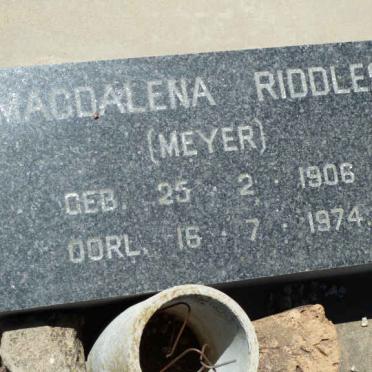 MAGDALENA RIDDLES
(MEYER)
GEB. 25 · 2 · 1906
OORL. 16 · 7 · 1974.